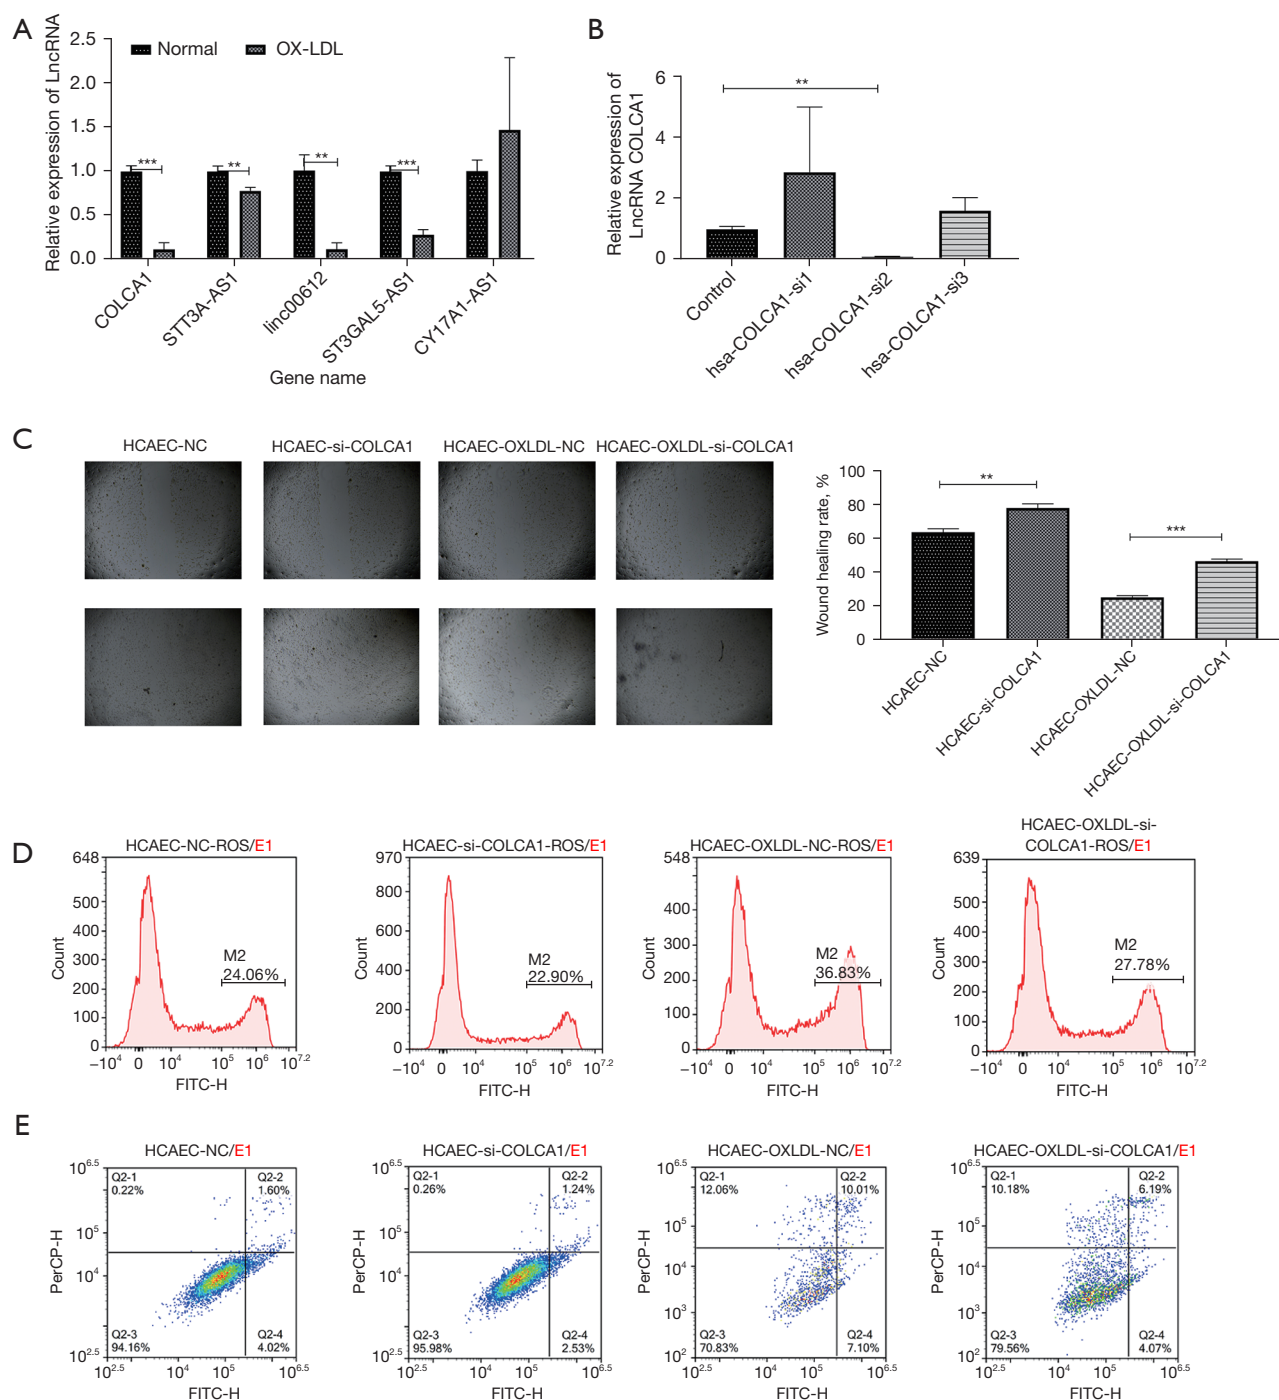 A
Relative expression of LncRNA
2.5
2.0
1.5
1.0
0.5
0.0
Normal
OX-LDL
***
**
**
***
COLCA1
STT3A-AS1
linc00612
ST3GAL5-AS1
CY17A1-AS1
Gene name
B
Relative expression of
LncRNA COLCA1
6
4
2
0
**
Control
hsa-COLCA1-si1
hsa-COLCA1-si2
hsa-COLCA1-si3
C
HCAEC-NC
HCAEC-si-COLCA1
HCAEC-OXLDL-NC
HCAEC-OXLDL-si-COLCA1
Wound healing rate, %
100
80
60
40
20
0
**
***
HCAEC-NC
HCAEC-si-COLCA1
HCAEC-OXLDL-NC
HCAEC-OXLDL-si-COLCA1
D
HCAEC-NC-ROS/E1
648
500
400
300
200
100
0
Count
M2
24.06%
−10⁴ 0 10⁴ 10⁵ 10⁶ 10⁷·²
FITC-H
HCAEC-si-COLCA1-ROS/E1
970
800
600
400
200
0
Count
M2
22.90%
−10⁴ 0 10⁴ 10⁵ 10⁶ 10⁷·²
FITC-H
HCAEC-OXLDL-NC-ROS/E1
548
400
300
200
100
0
Count
M2
36.83%
−10⁴ 0 10⁴ 10⁵ 10⁶ 10⁷·²
FITC-H
HCAEC-OXLDL-si-
COLCA1-ROS/E1
639
500
400
300
200
100
0
Count
M2
27.78%
−10⁴ 0 10⁴ 10⁵ 10⁶ 10⁷·²
FITC-H
E
HCAEC-NC/E1
PerCP-H
10⁶·⁵
10⁵
10⁴
10²·⁵
Q2-1
0.22%
Q2-2
1.60%
Q2-3
94.16%
Q2-4
4.02%
10²·⁵ 10⁴ 10⁵ 10⁶·⁵
FITC-H
HCAEC-si-COLCA1/E1
PerCP-H
10⁶·⁵
10⁵
10⁴
10²·⁵
Q2-1
0.26%
Q2-2
1.24%
Q2-3
95.98%
Q2-4
2.53%
10²·⁵ 10⁴ 10⁵ 10⁶·⁵
FITC-H
HCAEC-OXLDL-NC/E1
PerCP-H
10⁶·⁵
10⁵
10⁴
10³
10²
Q2-1
12.06%
Q2-2
10.01%
Q2-3
70.83%
Q2-4
7.10%
10²·⁵ 10⁴ 10⁵ 10⁶·⁵
FITC-H
HCAEC-OXLDL-si-COLCA1/E1
PerCP-H
10⁶·⁵
10⁵
10⁴
10³
10²
Q2-1
10.18%
Q2-2
6.19%
Q2-3
79.56%
Q2-4
4.07%
10²·⁵ 10⁴ 10⁵ 10⁶·⁵
FITC-H